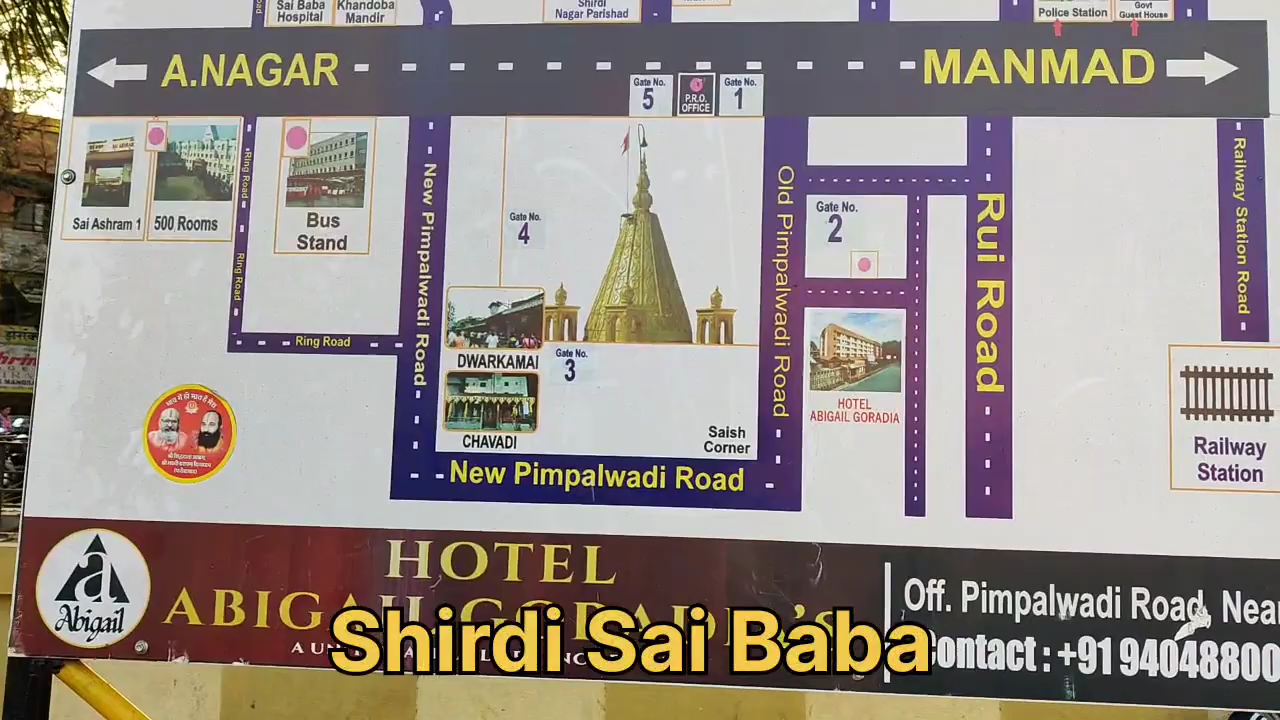 Road
Sai Baba
Hospital
Khandoba
Mandir
Shirdi
Nagar Parishad
Police Station
Govt
Guest House
A.NAGAR
MANMAD
Gate No.
5
P.R.O.
OFFICE
Gate No.
1
Sai Ashram 1
500 Rooms
Ring Road
Ring Road
Ring Road
Bus
Stand
New Pimpalwadi Road
Gate No.
4
DWARKAMAI
Gate No.
3
CHAVADI
Saish
Corner
New Pimpalwadi Road
Old Pimpalwadi Road
Gate No.
2
HOTEL
ABIGAIL GORADIA
Rui Road
Railway Station Road
Railway
Station
Abigail
HOTEL
Off. Pimpalwadi Road, Near
Contact : +91 94048800
Shirdi Sai Baba